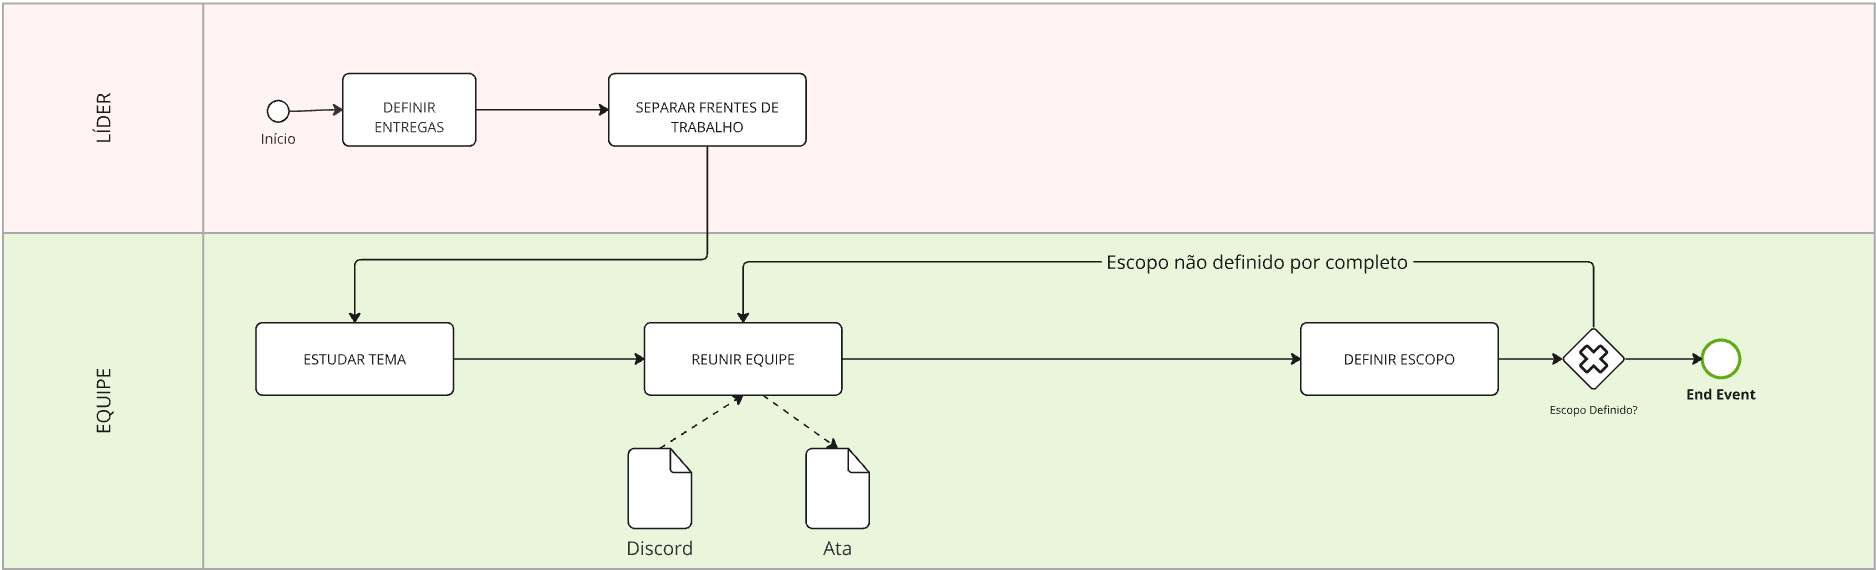 LÍDER
DEFINIR
ENTREGAS
SEPARAR FRENTES DE
TRABALHO
Início
EQUIPE
Escopo não definido por completo
ESTUDAR TEMA
REUNIR EQUIPE
DEFINIR ESCOPO
Escopo Definido?
End Event
Discord
Ata